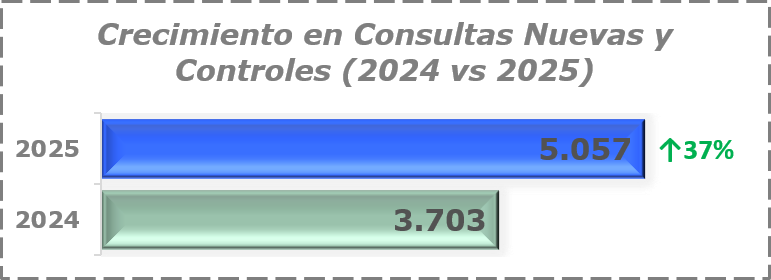 Crecimiento en Consultas Nuevas y
Controles (2024 vs 2025)
2025 5.057 ↑37%
2024 3.703